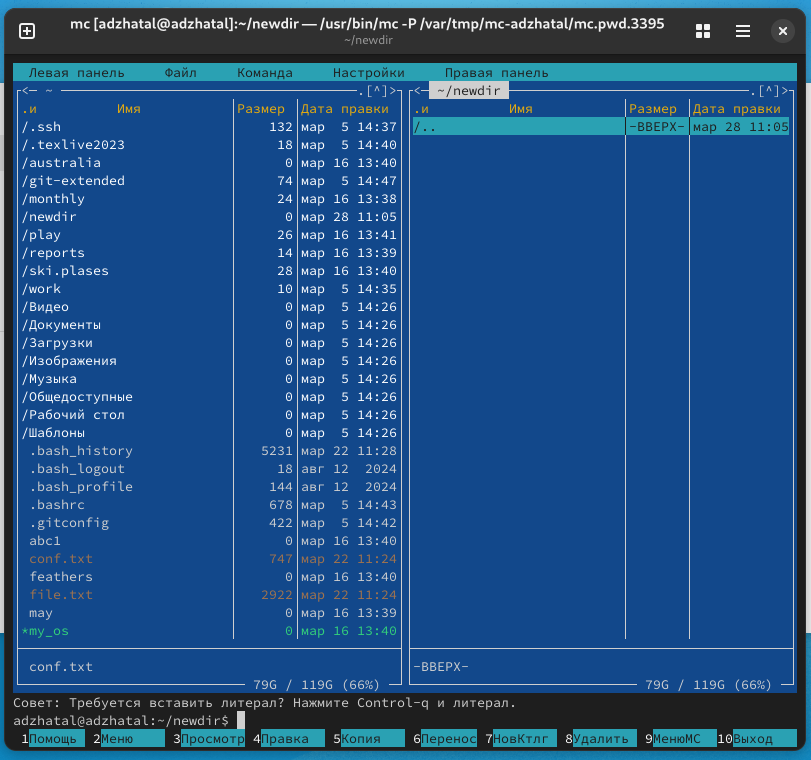 mc [adzhatal@adzhatal]:~/newdir — /usr/bin/mc -P /var/tmp/mc-adzhatal/mc.pwd.3395
~/newdir
Левая панель Файл Команда Настройки Правая панель
<— ~ .[^]> <— ~/newdir .[^]>
.и Имя Размер Дата правки .и Имя Размер Дата правки
/.ssh 132 мар 5 14:37 /.. -ВВЕРХ- мар 28 11:05
/.texlive2023 18 мар 5 14:40
/australia 0 мар 16 13:40
/git-extended 74 мар 5 14:47
/monthly 24 мар 16 13:38
/newdir 0 мар 28 11:05
/play 26 мар 16 13:41
/reports 14 мар 16 13:39
/ski.plases 28 мар 16 13:40
/work 10 мар 5 14:35
/Видео 0 мар 5 14:26
/Документы 0 мар 5 14:26
/Загрузки 0 мар 5 14:26
/Изображения 0 мар 5 14:26
/Музыка 0 мар 5 14:26
/Общедоступные 0 мар 5 14:26
/Рабочий стол 0 мар 5 14:26
/Шаблоны 0 мар 5 14:26
.bash_history 5231 мар 22 11:28
.bash_logout 18 авг 12 2024
.bash_profile 144 авг 12 2024
.bashrc 678 мар 5 14:43
.gitconfig 422 мар 5 14:42
abc1 0 мар 16 13:40
conf.txt 747 мар 22 11:24
feathers 0 мар 16 13:40
file.txt 2922 мар 22 11:24
may 0 мар 16 13:39
*my_os 0 мар 16 13:40
conf.txt -ВВЕРХ-
79G / 119G (66%) 79G / 119G (66%)
Совет: Требуется вставить литерал? Нажмите Control-q и литерал.
adzhatal@adzhatal:~/newdir$
1Помощь 2Меню 3Просмотр 4Правка 5Копия 6Перенос 7НовКтлг 8Удалить 9МенюМС 10Выход